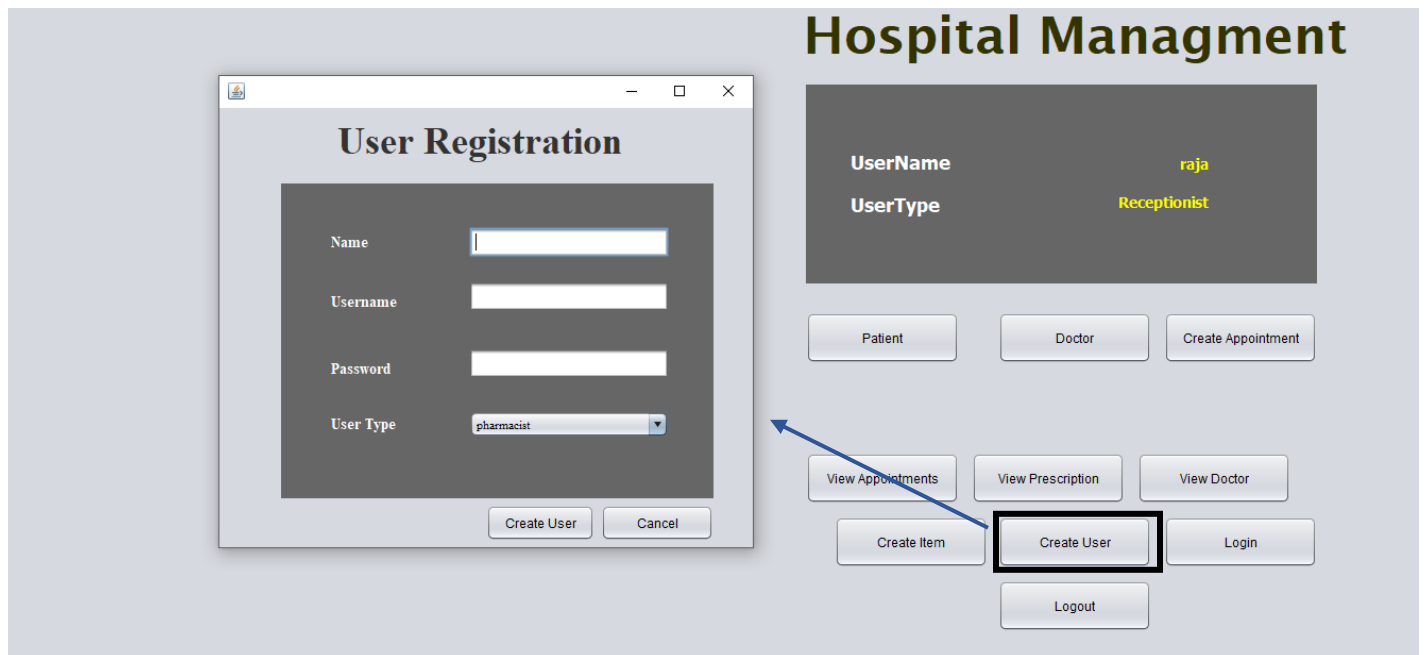 Hospital Managment
User Registration
Name
Username
Password
User Type pharmacist
Create User Cancel
UserName raja
UserType Receptionist
Patient Doctor Create Appointment
View Appointments View Prescription View Doctor
Create Item Create User Login
Logout